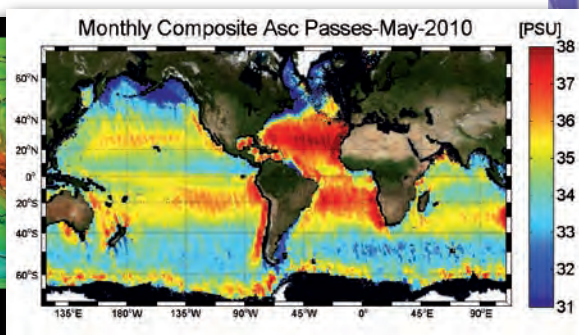 Monthly Composite Asc Passes-May-2010
[PSU]
38
37
36
35
34
33
32
31
60°N
40°N
20°N
0°
20°S
40°S
60°S
135°E 180°W 135°W 90°W 45°W 0° 45°E 90°E